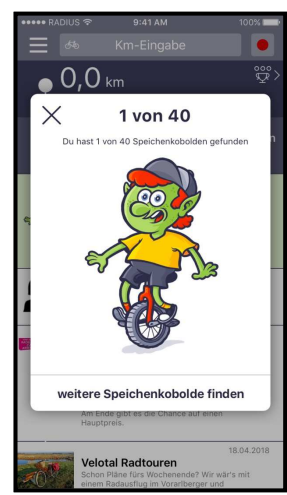 RADIUS
9:41 AM
100%
Km-Eingabe
0,0 km
1 von 40
Du hast 1 von 40 Speichenkobolden gefunden
n
weitere Speichenkobolde finden
Am Ende gibt es die Chance auf einen
Hauptpreis.
18.04.2018
Velotal Radtouren
Schon Pläne fürs Wochenende? Wir wär's mit
einem Radausflug im Vorarlberger und